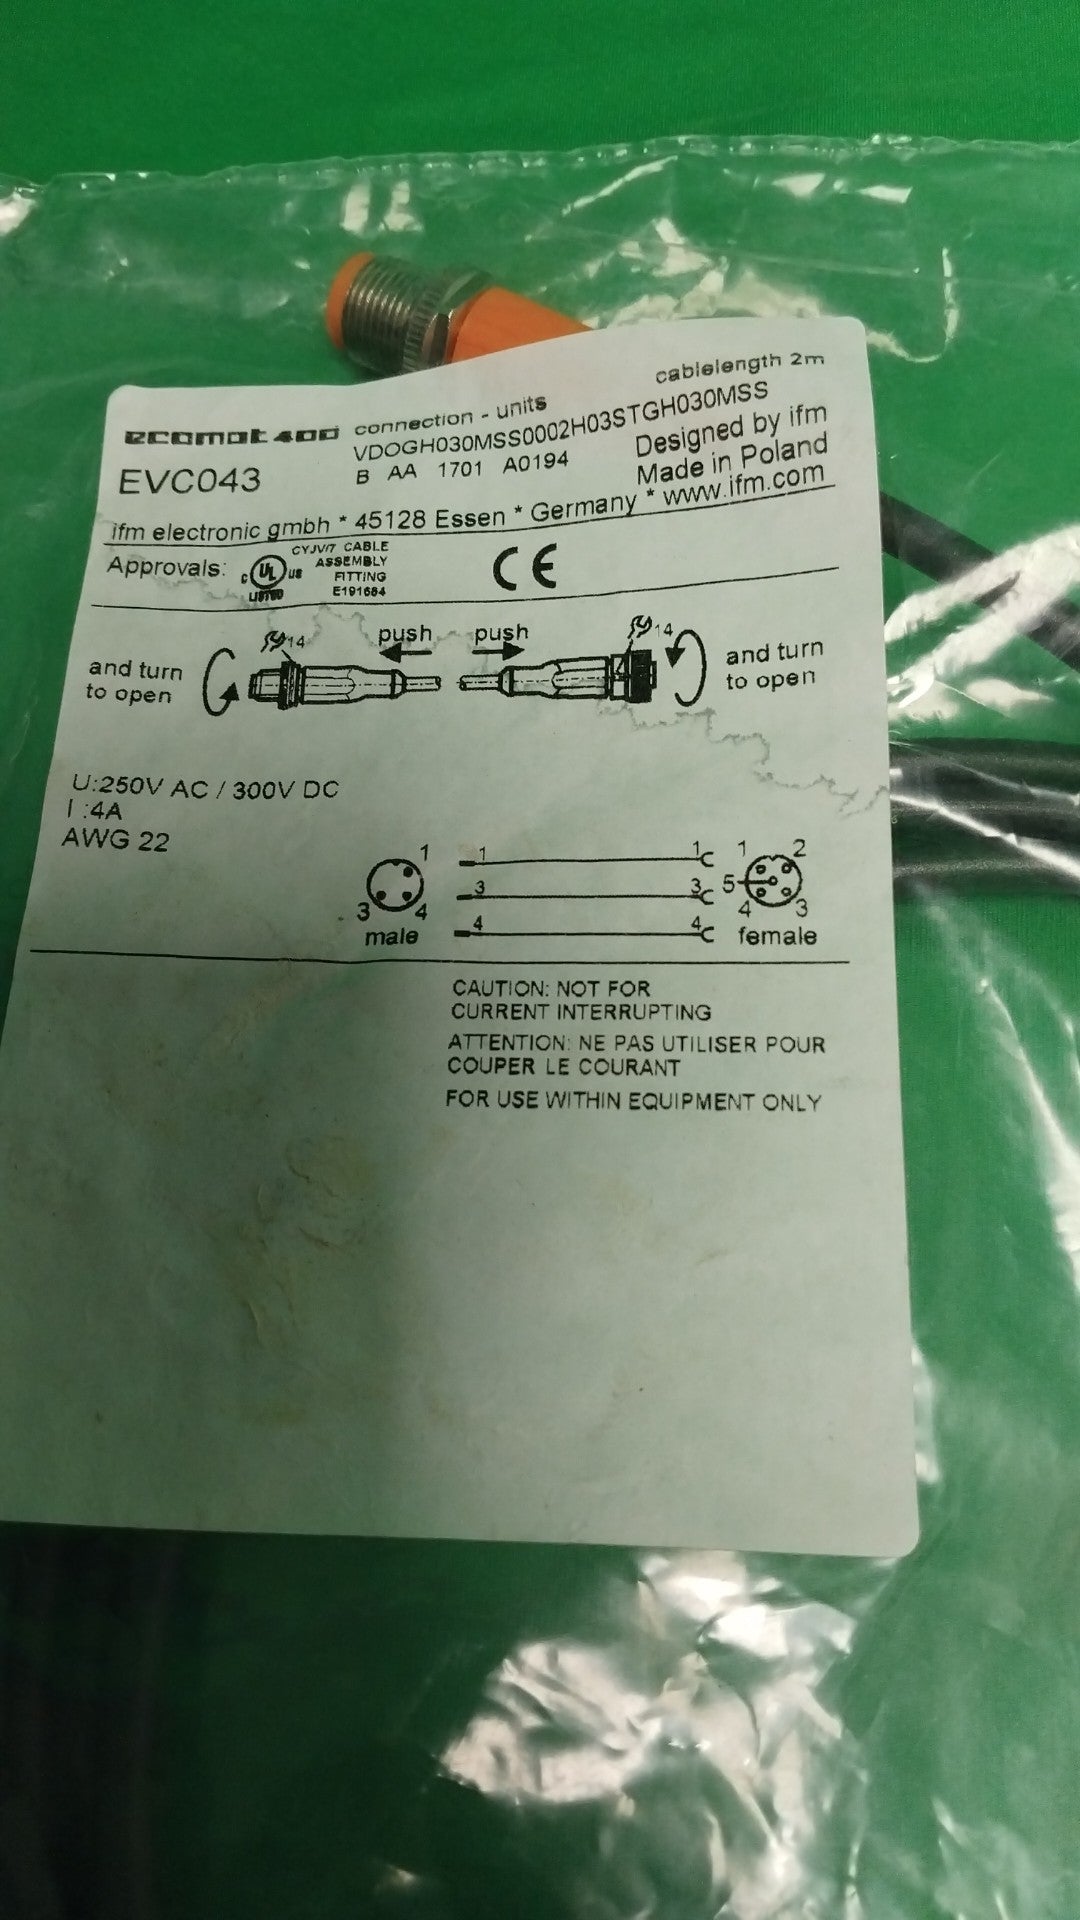 cablelength 2m
ecomat 400 connection - units
VDOGH030MSS0002H03STGH030MSS
EVC043
B AA 1701 A0194
Designed by ifm
Made in Poland
ifm electronic gmbh * 45128 Essen * Germany * www.ifm.com
Approvals:
c UL us
LISTED
CYJV/7 CABLE
ASSEMBLY
FITTING
E191684
CE
14
push
push
14
and turn
to open
and turn
to open
U:250V AC / 300V DC
I :4A
AWG 22
1
3 4
male
1 1
3 3
4 4
1 2
5
4 3
female
CAUTION: NOT FOR
CURRENT INTERRUPTING
ATTENTION: NE PAS UTILISER POUR
COUPER LE COURANT
FOR USE WITHIN EQUIPMENT ONLY